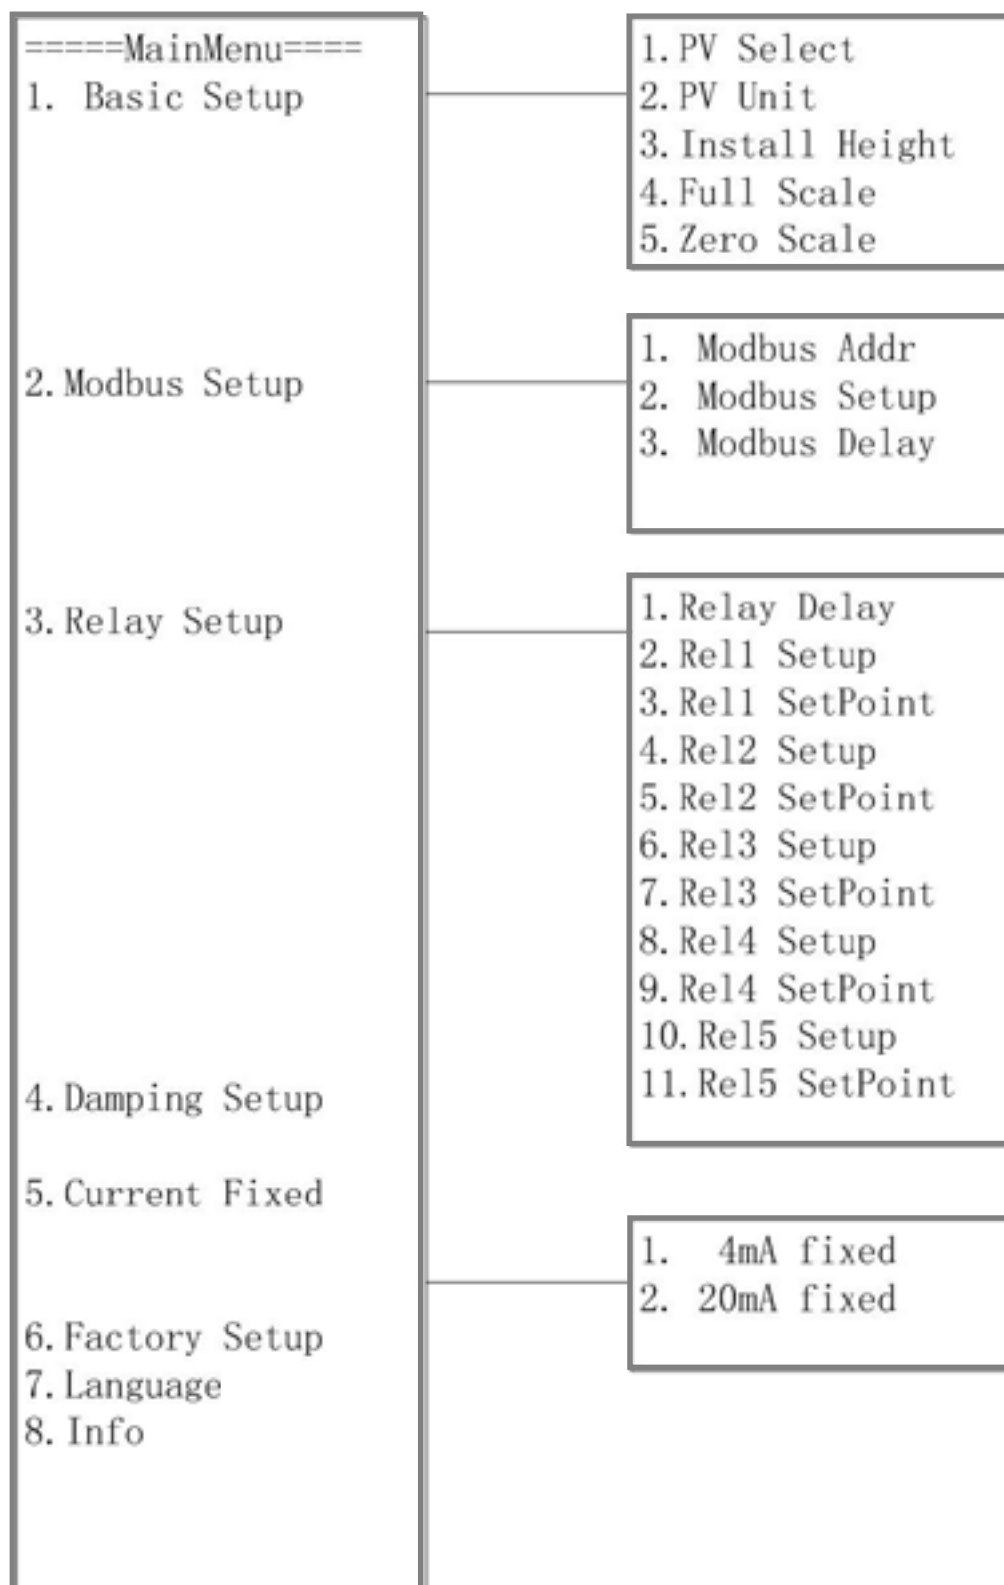 =====MainMenu====
1. Basic Setup
1. PV Select
2. PV Unit
3. Install Height
4. Full Scale
5. Zero Scale
2. Modbus Setup
1. Modbus Addr
2. Modbus Setup
3. Modbus Delay
3. Relay Setup
1. Relay Delay
2. Rel1 Setup
3. Rel1 SetPoint
4. Rel2 Setup
5. Rel2 SetPoint
6. Rel3 Setup
7. Rel3 SetPoint
8. Rel4 Setup
9. Rel4 SetPoint
10. Rel5 Setup
11. Rel5 SetPoint
4. Damping Setup
5. Current Fixed
1. 4mA fixed
2. 20mA fixed
6. Factory Setup
7. Language
8. Info